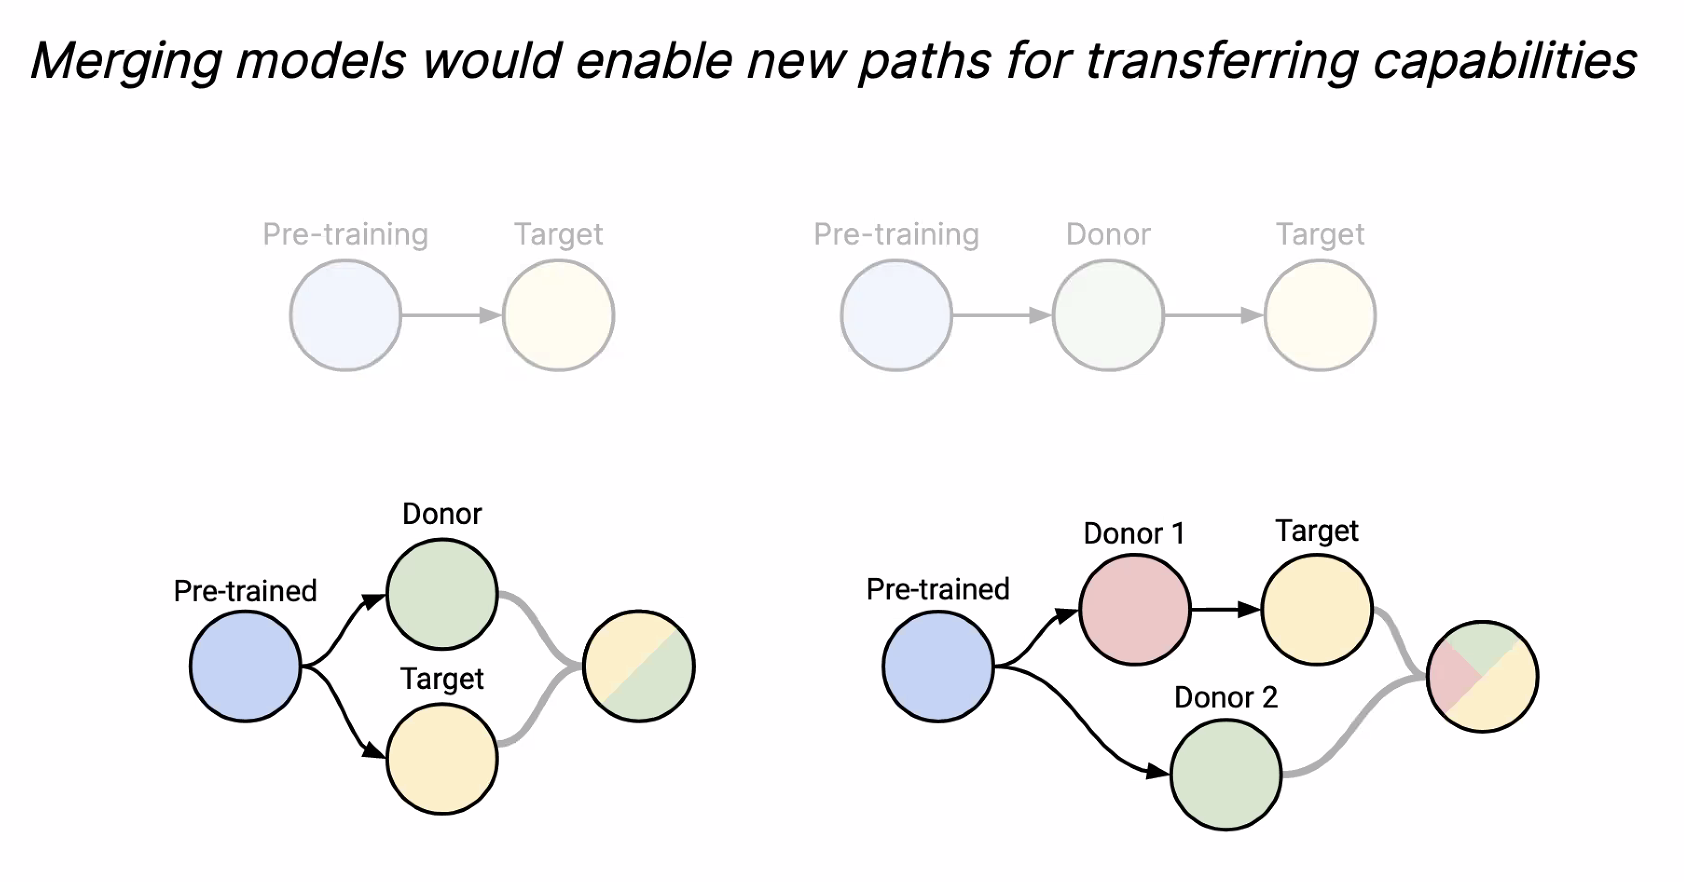 Merging models would enable new paths for transferring capabilities
Pre-training
Target
Pre-training
Donor
Target
Donor
Pre-trained
Target
Donor 1
Target
Pre-trained
Donor 2